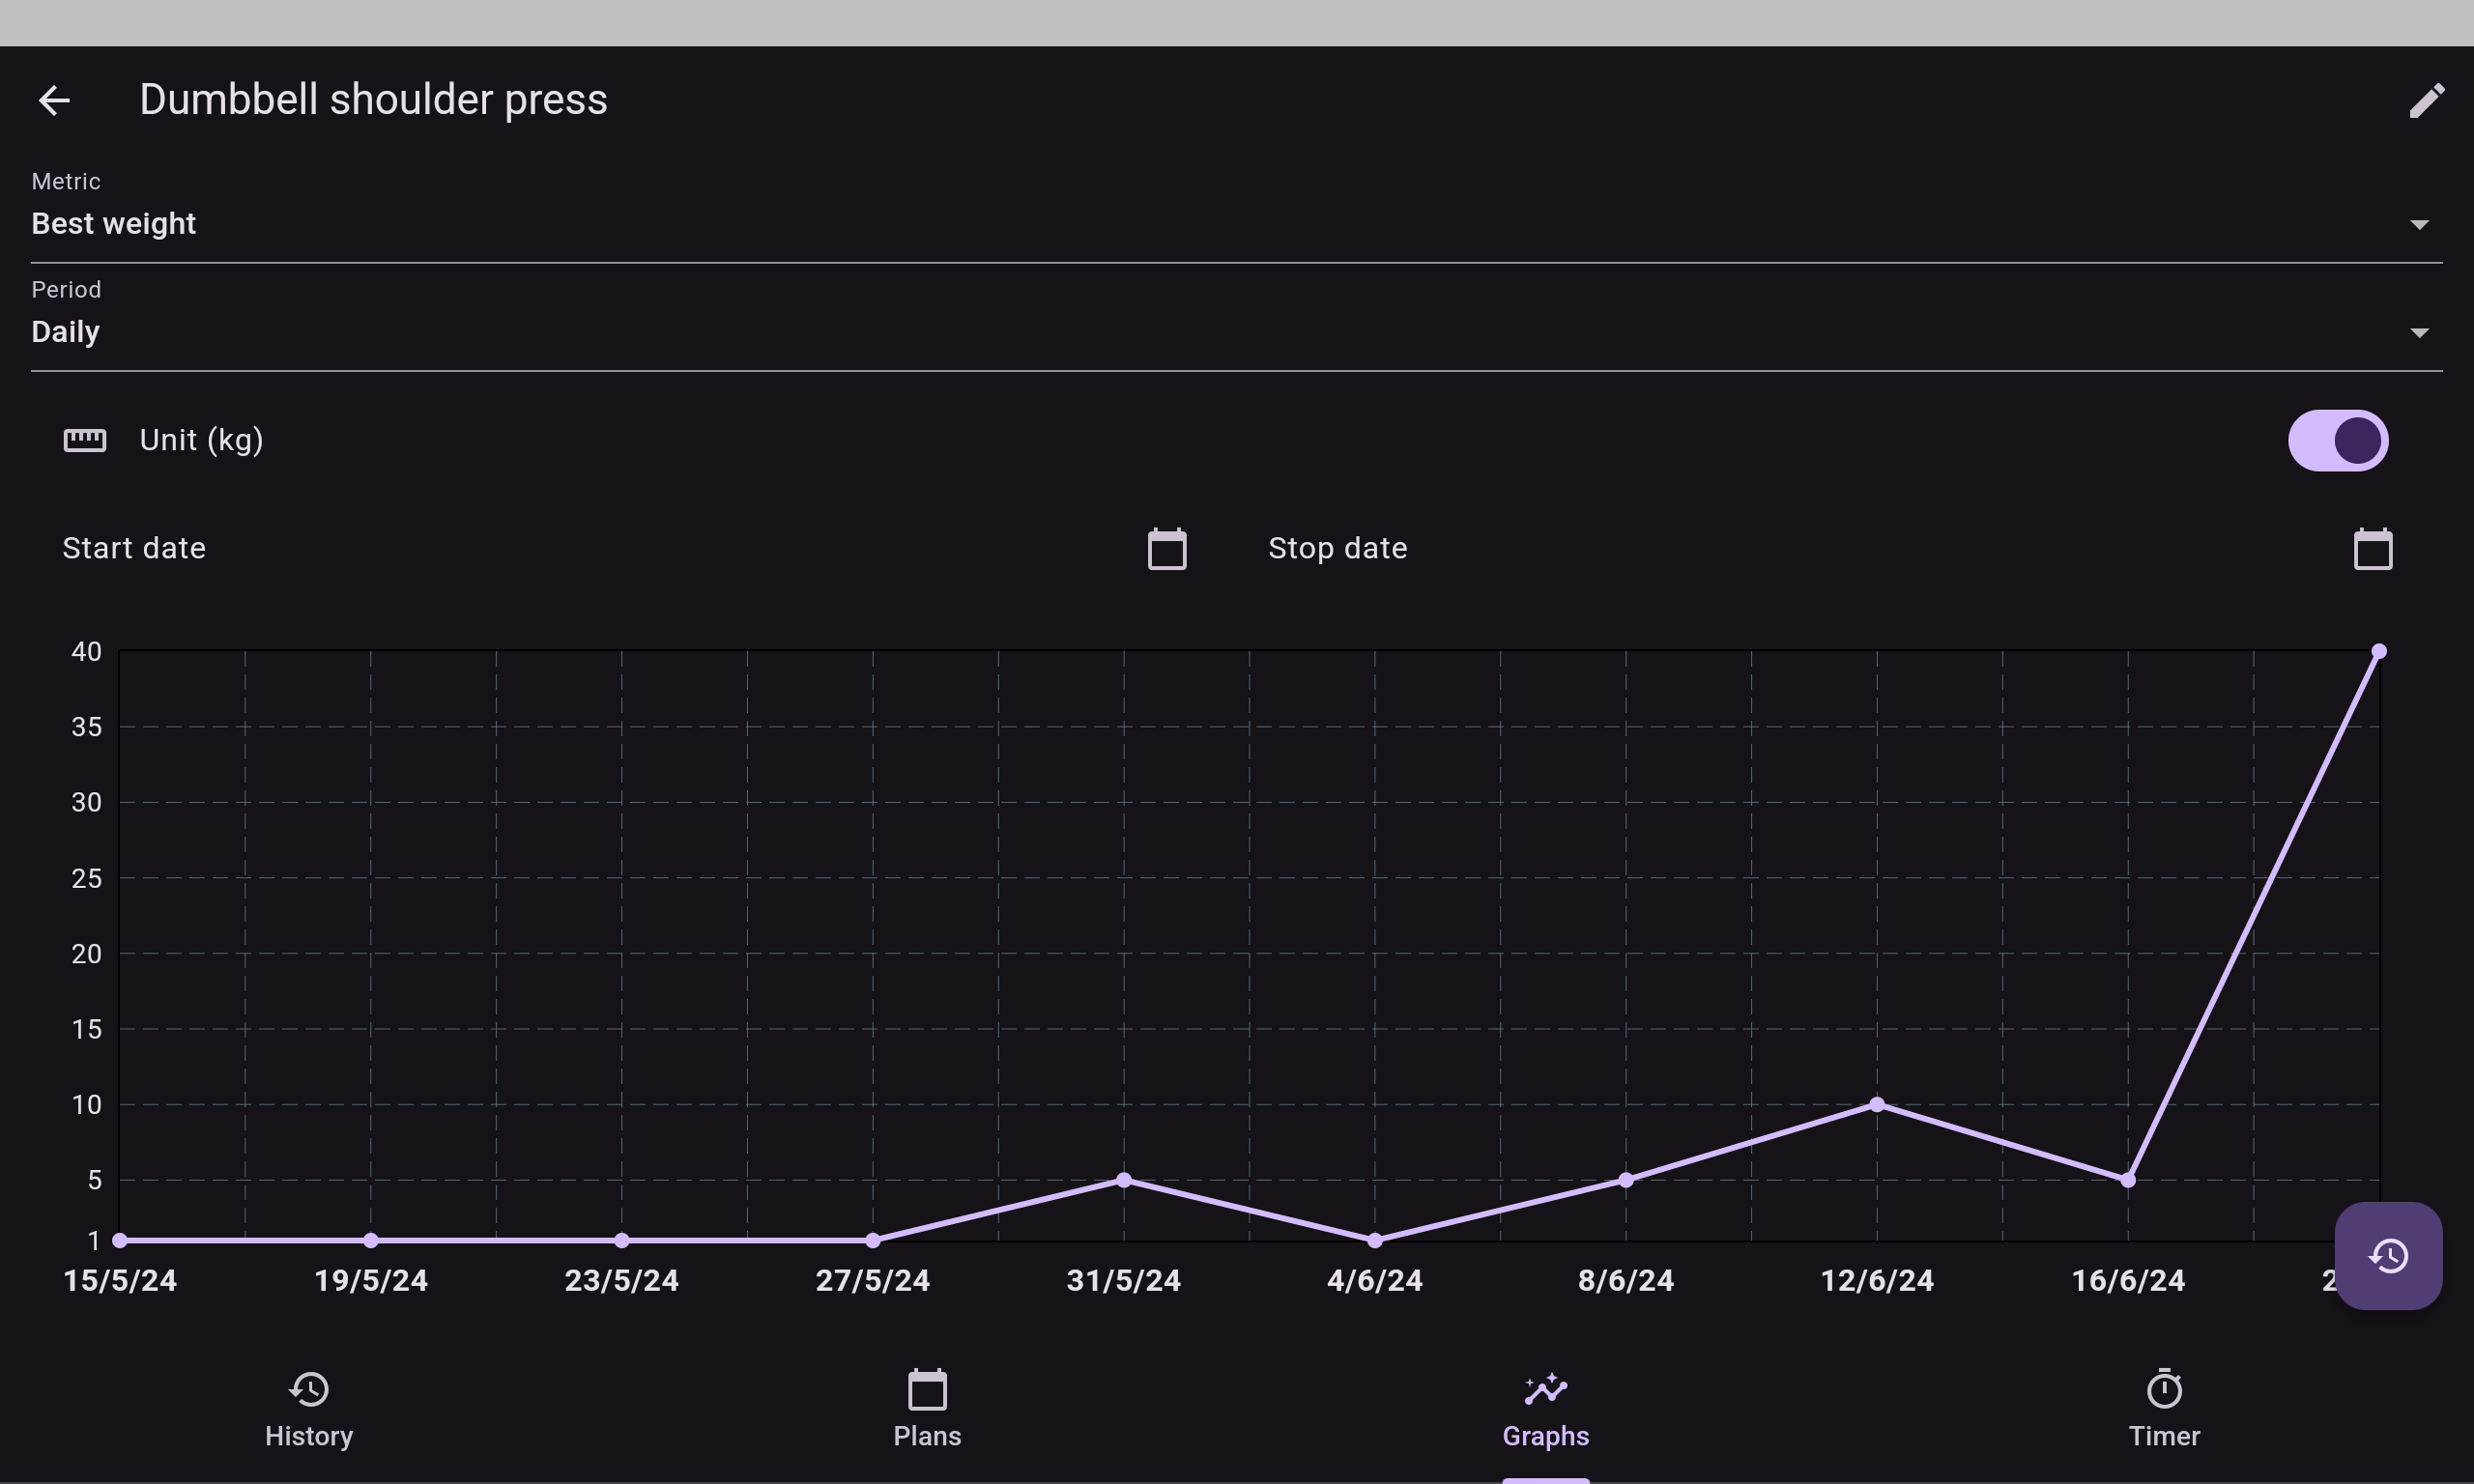 Dumbbell shoulder press
Metric
Best weight
Period
Daily
Unit (kg)
Start date
Stop date
40
35
30
25
20
15
10
5
1
15/5/24 19/5/24 23/5/24 27/5/24 31/5/24 4/6/24 8/6/24 12/6/24 16/6/24
History Plans Graphs Timer